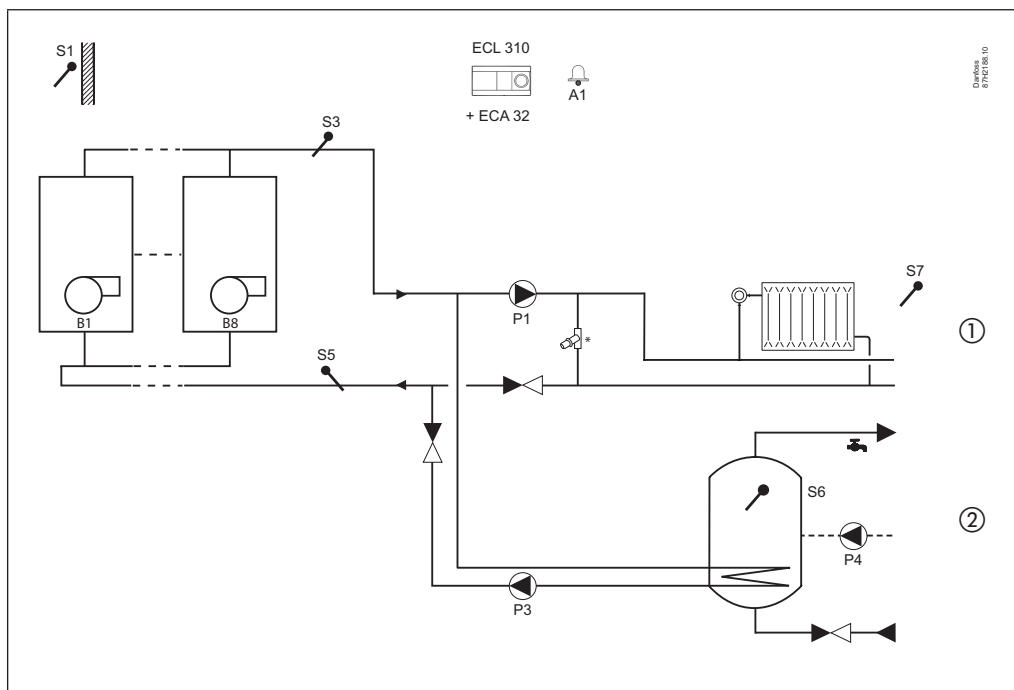 S1
ECL 310
A1
+ ECA 32
Danfoss
87H2188.10
S3
B1
B8
P1
*
S7
1
S5
S6
2
P4
P3